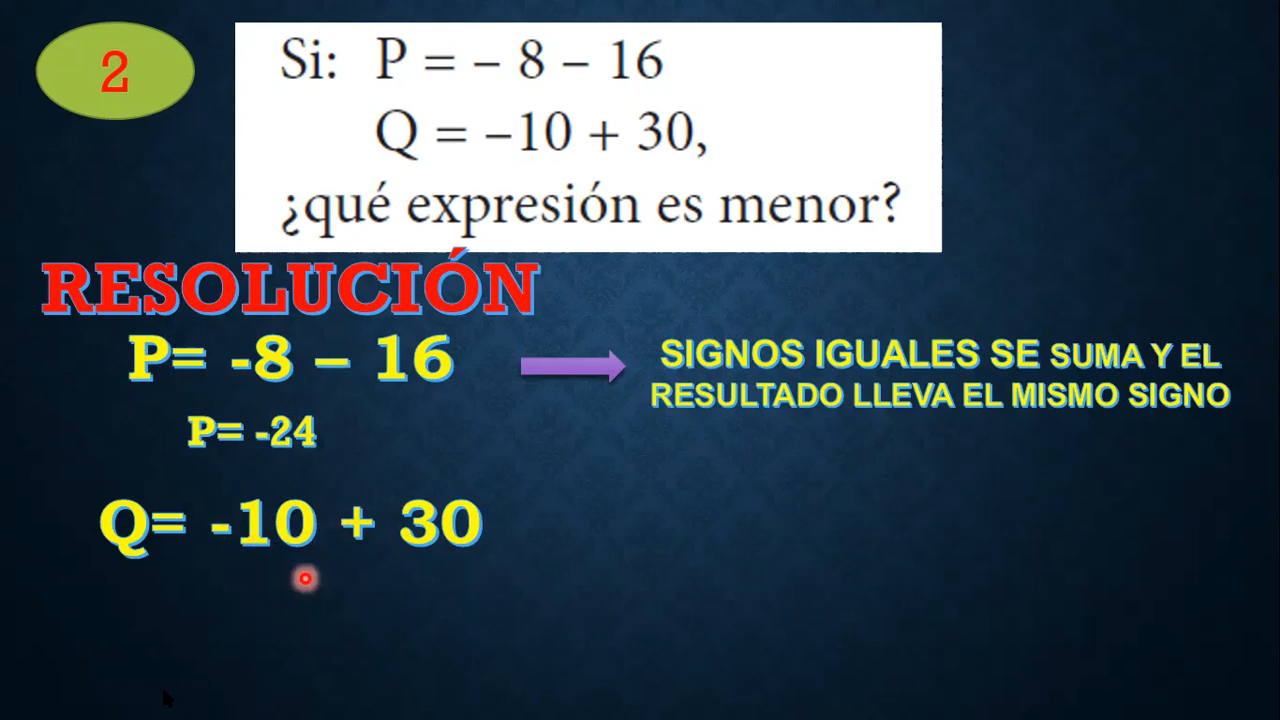 2
Si: P = – 8 – 16
Q = –10 + 30,
¿qué expresión es menor?
RESOLUCIÓN
P= -8 – 16
SIGNOS IGUALES SE SUMA Y EL
RESULTADO LLEVA EL MISMO SIGNO
P= -24
Q= -10 + 30